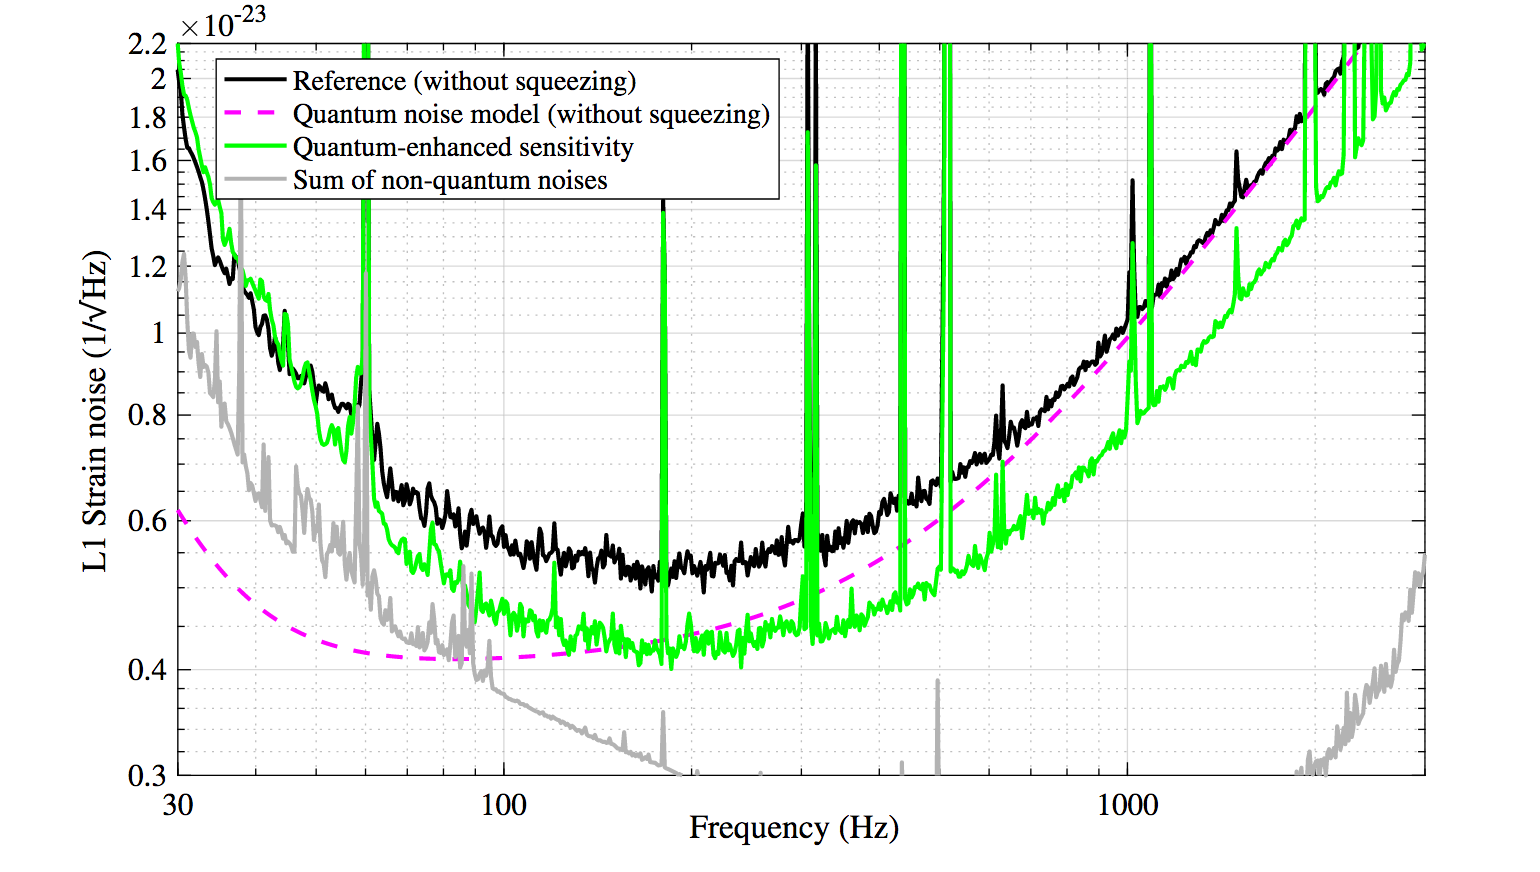 ×10-23
2.2
2
1.8
1.6
1.4
1.2
1
0.8
0.6
0.4
0.3
L1 Strain noise (1/√Hz)
Reference (without squeezing)
Quantum noise model (without squeezing)
Quantum-enhanced sensitivity
Sum of non-quantum noises
30 100 1000
Frequency (Hz)